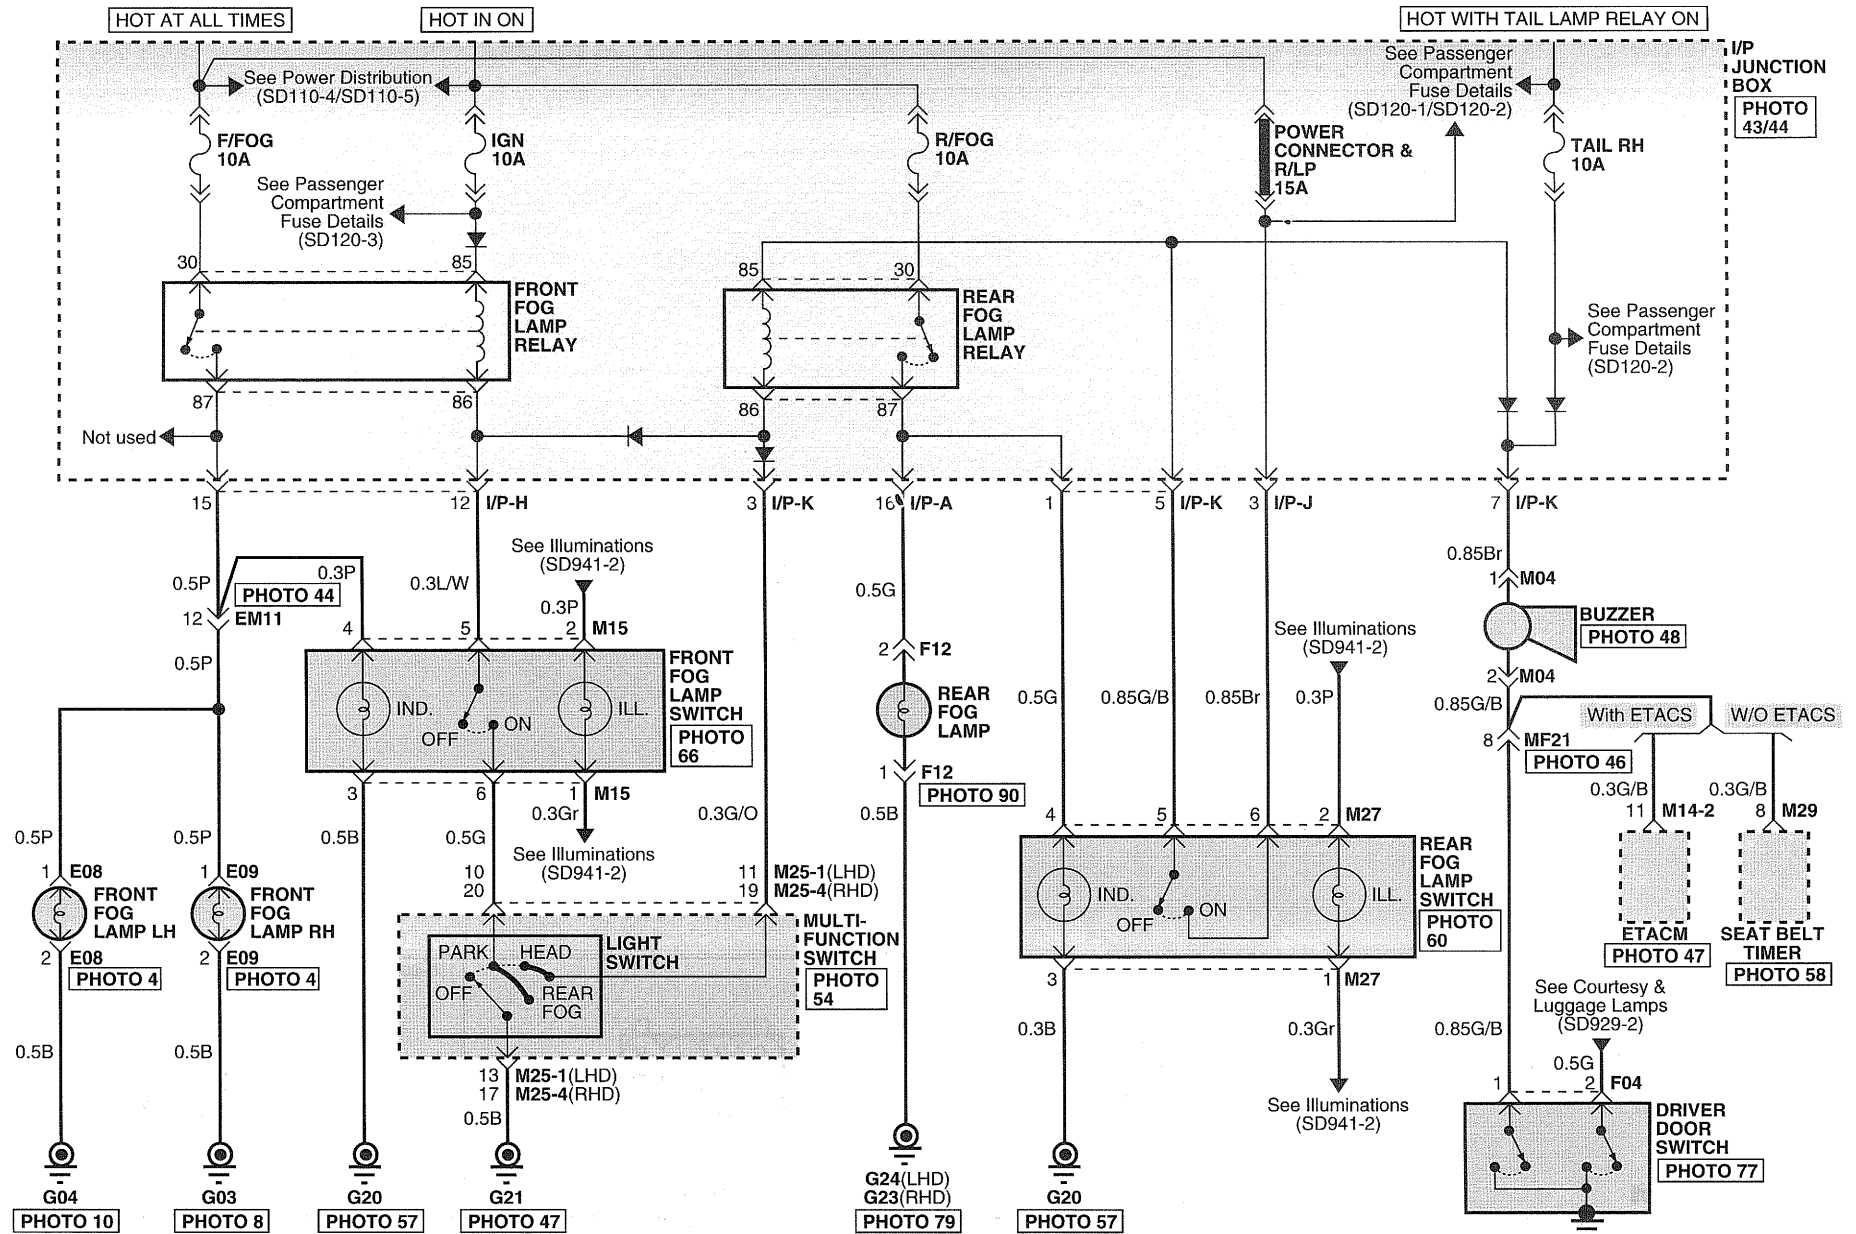 HOT AT ALL TIMES
HOT IN ON
HOT WITH TAIL LAMP RELAY ON
I/P
JUNCTION
BOX
PHOTO
43/44
See Power Distribution
(SD110-4/SD110-5)
See Passenger
Compartment
Fuse Details
(SD120-1/SD120-2)
F/FOG
10A
IGN
10A
R/FOG
10A
POWER
CONNECTOR &
R/LP
15A
TAIL RH
10A
See Passenger
Compartment
Fuse Details
(SD120-3)
30
85
FRONT
FOG
LAMP
RELAY
85
30
REAR
FOG
LAMP
RELAY
See Passenger
Compartment
Fuse Details
(SD120-2)
87
86
86
87
Not used
15
12
I/P-H
3
I/P-K
16
I/P-A
1
5
I/P-K
3
I/P-J
7
I/P-K
0.5P
0.3P
PHOTO 44
12
EM11
0.5P
0.3L/W
See Illuminations
(SD941-2)
0.3P
4
5
2
M15
FRONT
FOG
LAMP
SWITCH
PHOTO
66
IND.
OFF
ON
ILL.
3
6
1
M15
0.5B
0.5G
0.3Gr
See Illuminations
(SD941-2)
0.3G/O
0.5G
2
F12
REAR
FOG
LAMP
1
F12
PHOTO 90
0.5B
0.5G
0.85G/B
0.85Br
See Illuminations
(SD941-2)
0.3P
0.85Br
1
M04
BUZZER
PHOTO 48
2
M04
0.85G/B
With ETACS
W/O ETACS
8
MF21
PHOTO 46
0.3G/B
0.3G/B
11
M14-2
8
M29
ETACM
PHOTO 47
SEAT BELT
TIMER
PHOTO 58
4
5
6
2
M27
REAR
FOG
LAMP
SWITCH
PHOTO
60
IND.
OFF
ON
ILL.
3
1
M27
0.3B
0.3Gr
See Illuminations
(SD941-2)
0.5P
0.5P
1
E08
FRONT
FOG
LAMP LH
2
E08
PHOTO 4
1
E09
FRONT
FOG
LAMP RH
2
E09
PHOTO 4
10
20
11
M25-1(LHD)
19
M25-4(RHD)
MULTI-
FUNCTION
SWITCH
PHOTO
54
LIGHT
SWITCH
PARK
HEAD
OFF
REAR
FOG
13
M25-1(LHD)
17
M25-4(RHD)
0.5B
0.5B
0.5B
See Courtesy &
Luggage Lamps
(SD929-2)
0.85G/B
0.5G
1
2
F04
DRIVER
DOOR
SWITCH
PHOTO 77
G04
PHOTO 10
G03
PHOTO 8
G20
PHOTO 57
G21
PHOTO 47
G24(LHD)
G23(RHD)
PHOTO 79
G20
PHOTO 57